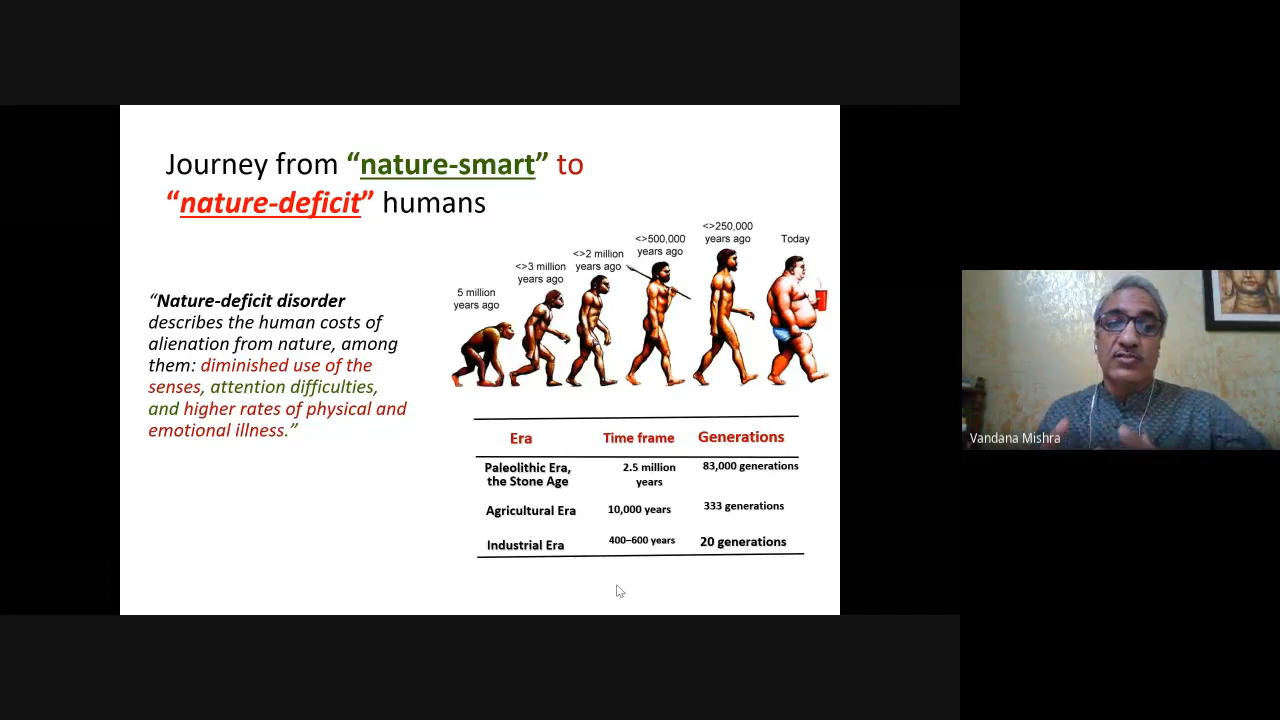 Journey from “nature-smart” to
“nature-deficit” humans
“Nature-deficit disorder
describes the human costs of
alienation from nature, among
them: diminished use of the
senses, attention difficulties,
and higher rates of physical and
emotional illness.”
5 million
years ago
<>3 million
years ago
<>2 million
years ago
<>500,000
years ago
<>250,000
years ago
Today
Era Time frame Generations
Paleolithic Era,
the Stone Age
2.5 million
years
83,000 generations
Agricultural Era 10,000 years 333 generations
Industrial Era 400–600 years 20 generations
Vandana Mishra